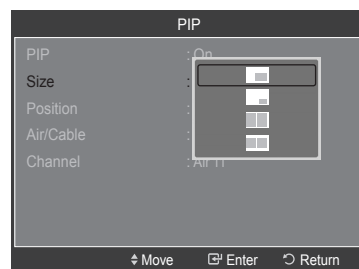 PIP
PIP : On
Size :
Position :
Air/Cable :
Channel : Air 11
Move Enter Return